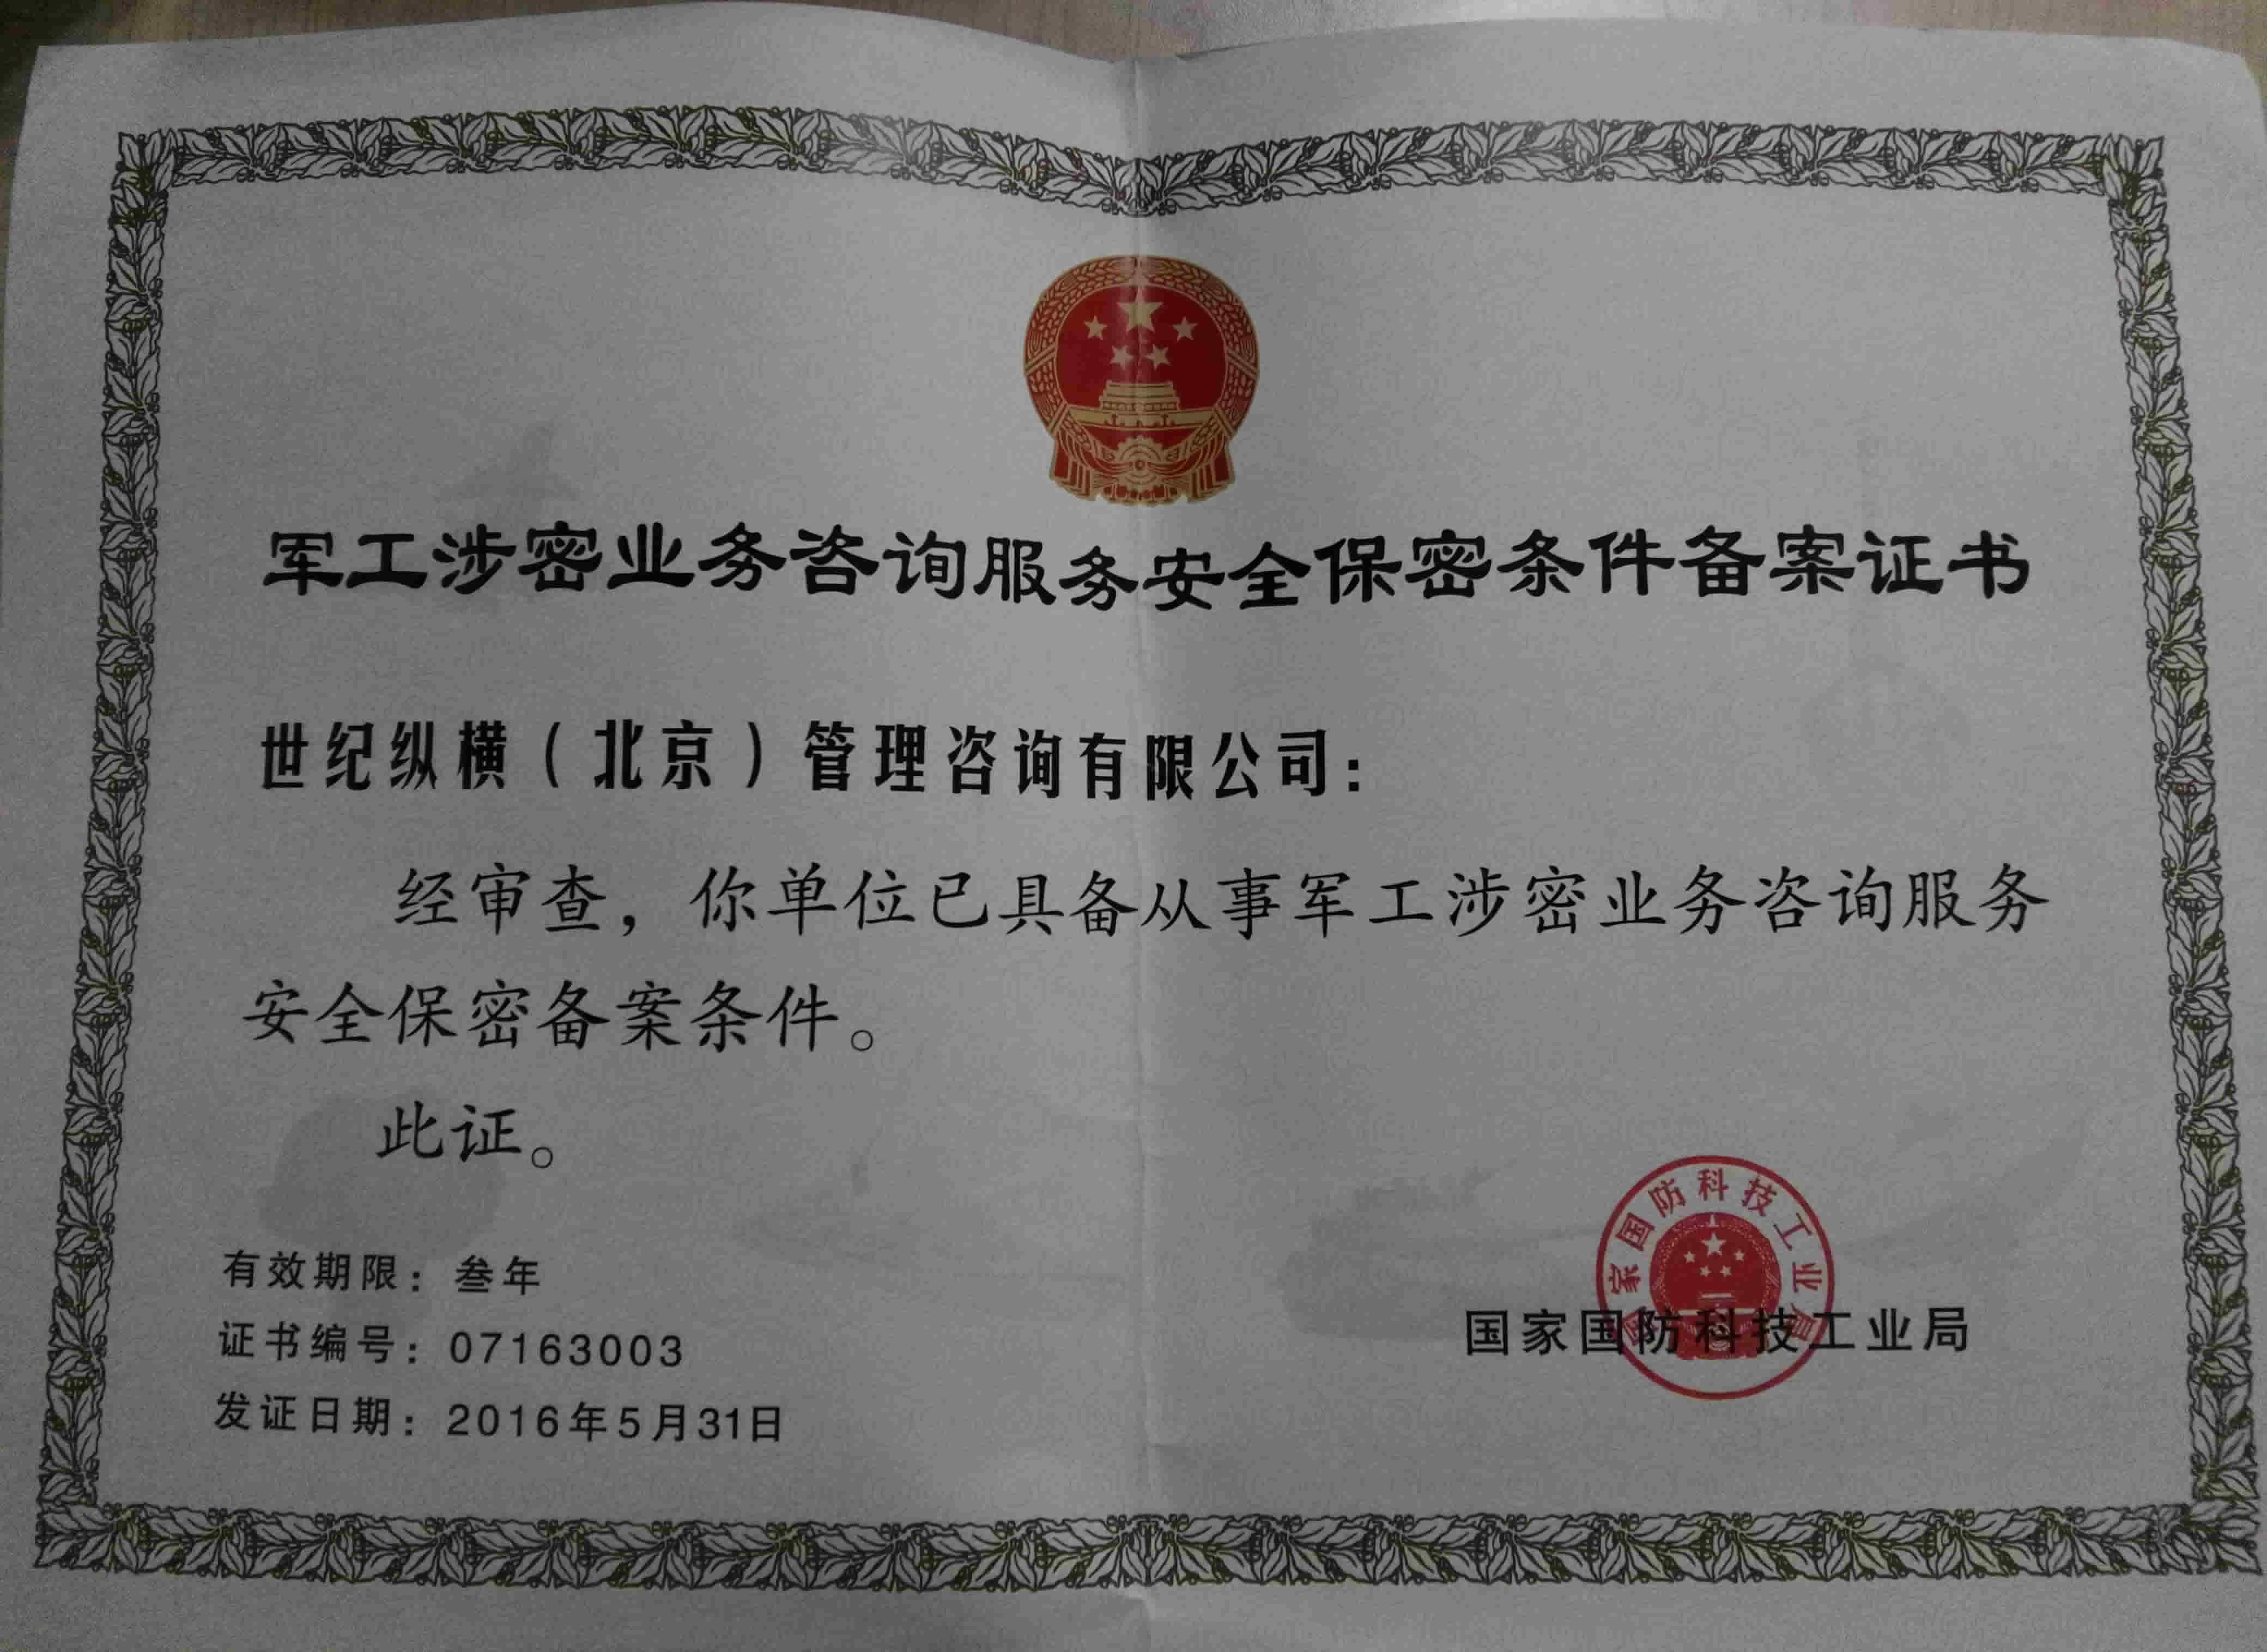 军工涉密业务咨询服务安全保密条件备案证书
世纪纵横（北京）管理咨询有限公司：
经审查，你单位已具备从事军工涉密业务咨询服务
安全保密备案条件。
此证。
有效期限：叁年
证书编号：07163003
发证日期：2016年5月31日
国家国防科技工业局
国家国防科技工业局